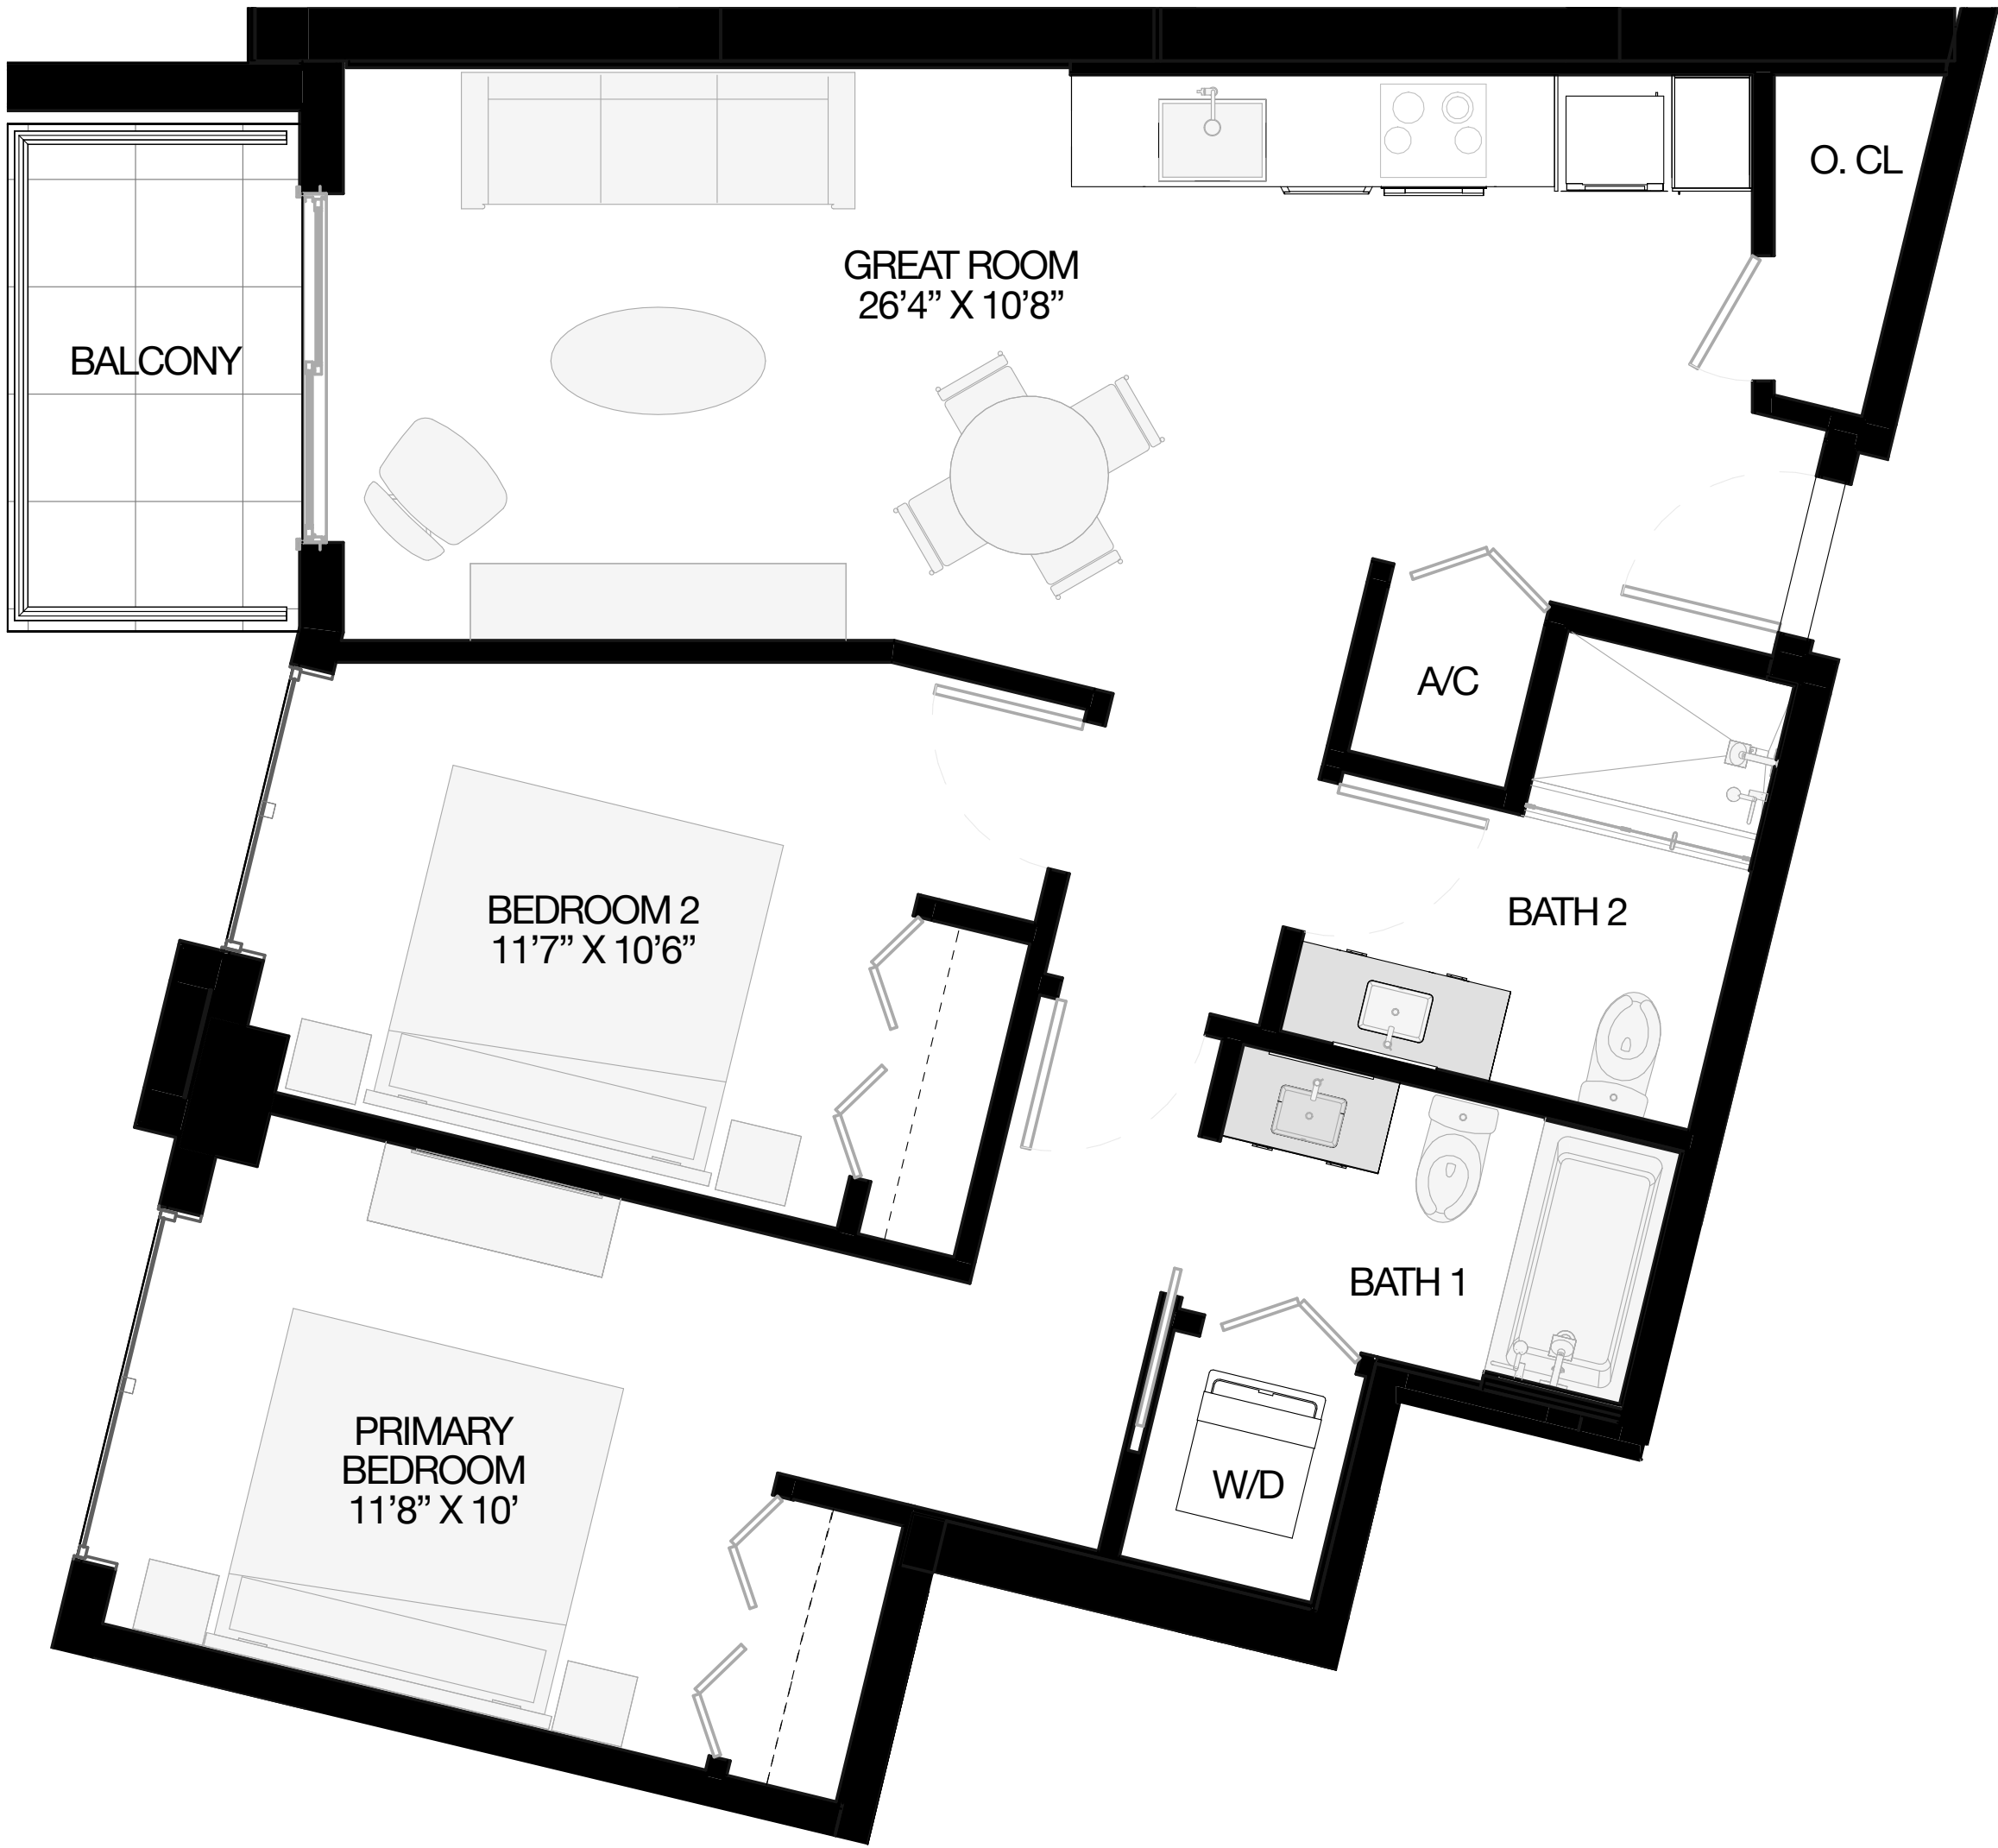 O. CL
GREAT ROOM
26’4” X 10’8”
BALCONY
A/C
BEDROOM 2
11’7” X 10’6”
BATH 2
BATH 1
PRIMARY
BEDROOM
11’8” X 10’
W/D